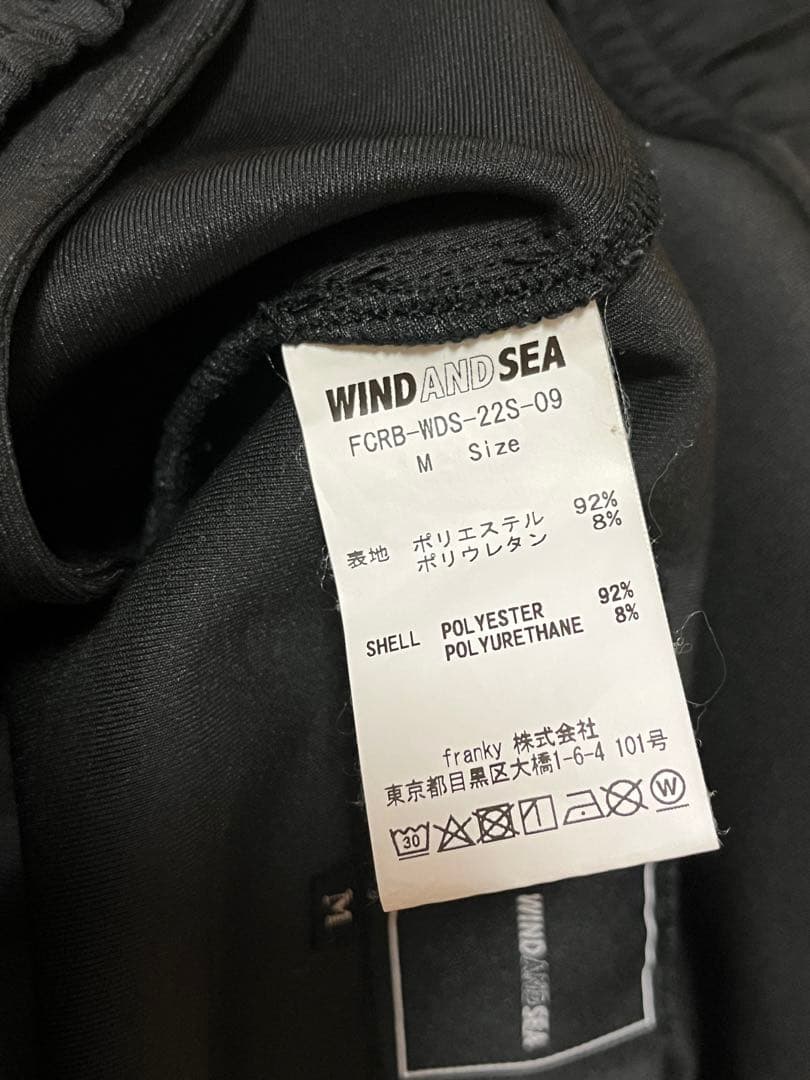 WIND AND SEA
FCRB-WDS-22S-09
M Size
表地 ポリエステル 92%
ポリウレタン 8%
SHELL POLYESTER 92%
POLYURETHANE 8%
franky 株式会社
東京都目黒区大橋1-6-4 101号
30 W
M
WIND AND SEA